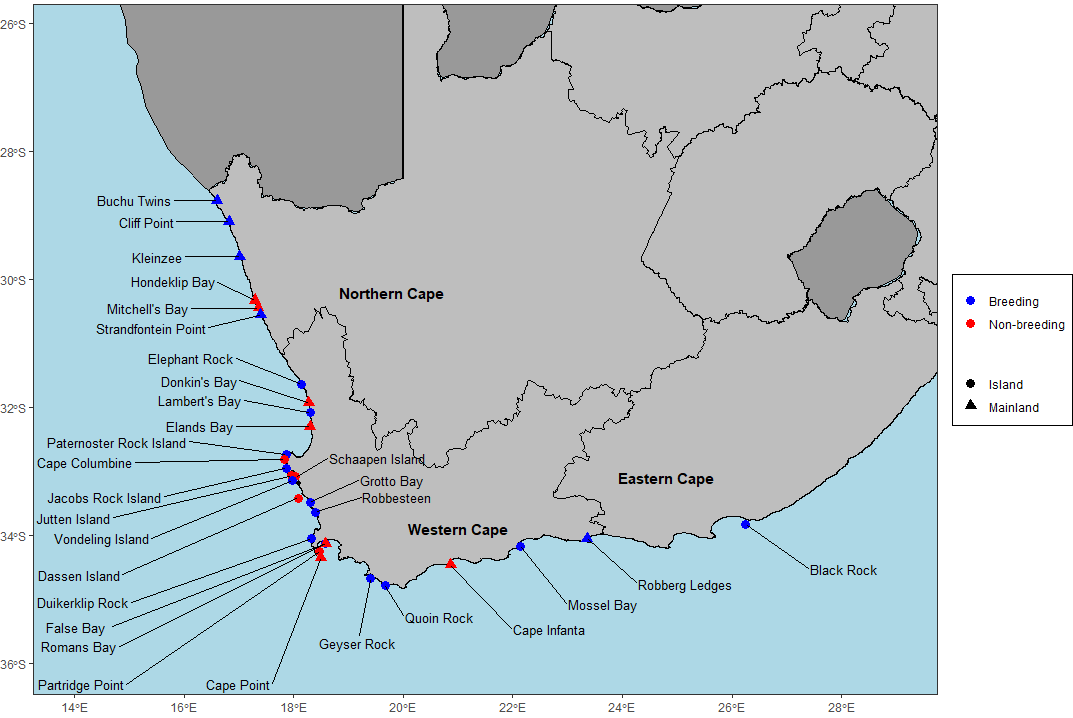 26°S
28°S
30°S
32°S
34°S
36°S
14°E
16°E
18°E
20°E
22°E
24°E
26°E
28°E
Buchu Twins
Cliff Point
Kleinzee
Hondeklip Bay
Mitchell's Bay
Strandfontein Point
Elephant Rock
Donkin's Bay
Lambert's Bay
Elands Bay
Paternoster Rock Island
Cape Columbine
Jacobs Rock Island
Jutten Island
Vondeling Island
Dassen Island
Duikerklip Rock
False Bay
Romans Bay
Partridge Point
Cape Point
Schaapen Island
Grotto Bay
Robbesteen
Geyser Rock
Quoin Rock
Cape Infanta
Mossel Bay
Robberg Ledges
Black Rock
Northern Cape
Western Cape
Eastern Cape
Breeding
Non-breeding
Island
Mainland